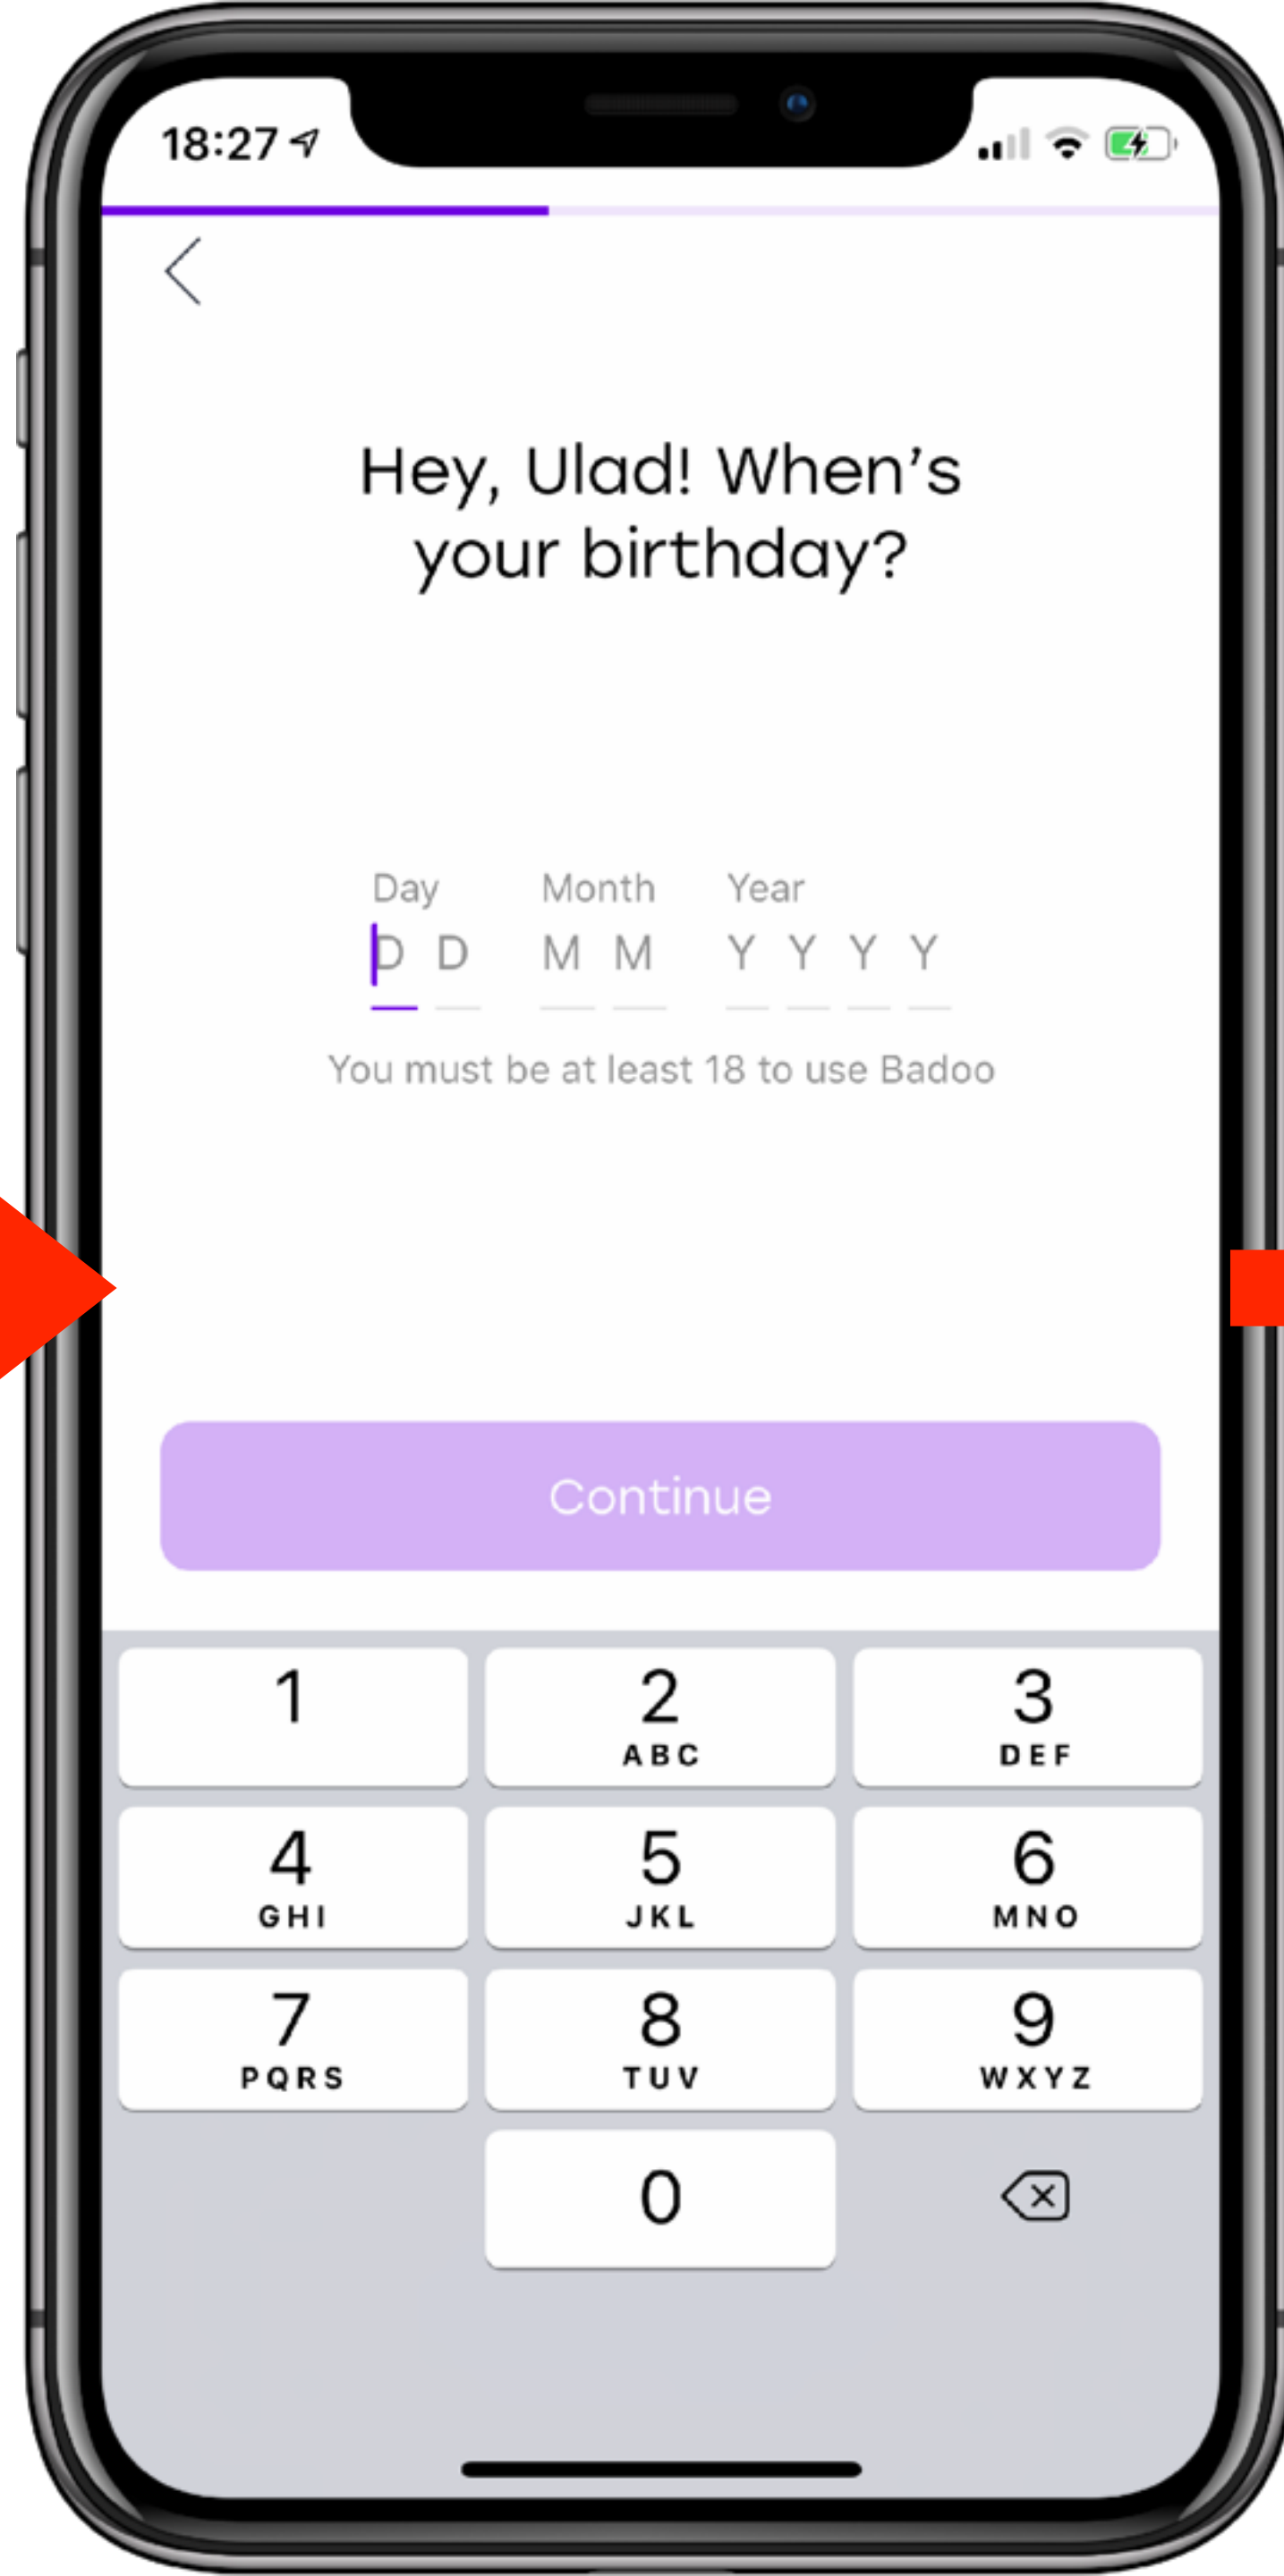 18:27
Hey, Ulad! When’s
your birthday?
Day Month Year
D D M M Y Y Y Y
You must be at least 18 to use Badoo
Continue
1 2 3
ABC DEF
4 5 6
GHI JKL MNO
7 8 9
PQRS TUV WXYZ
0